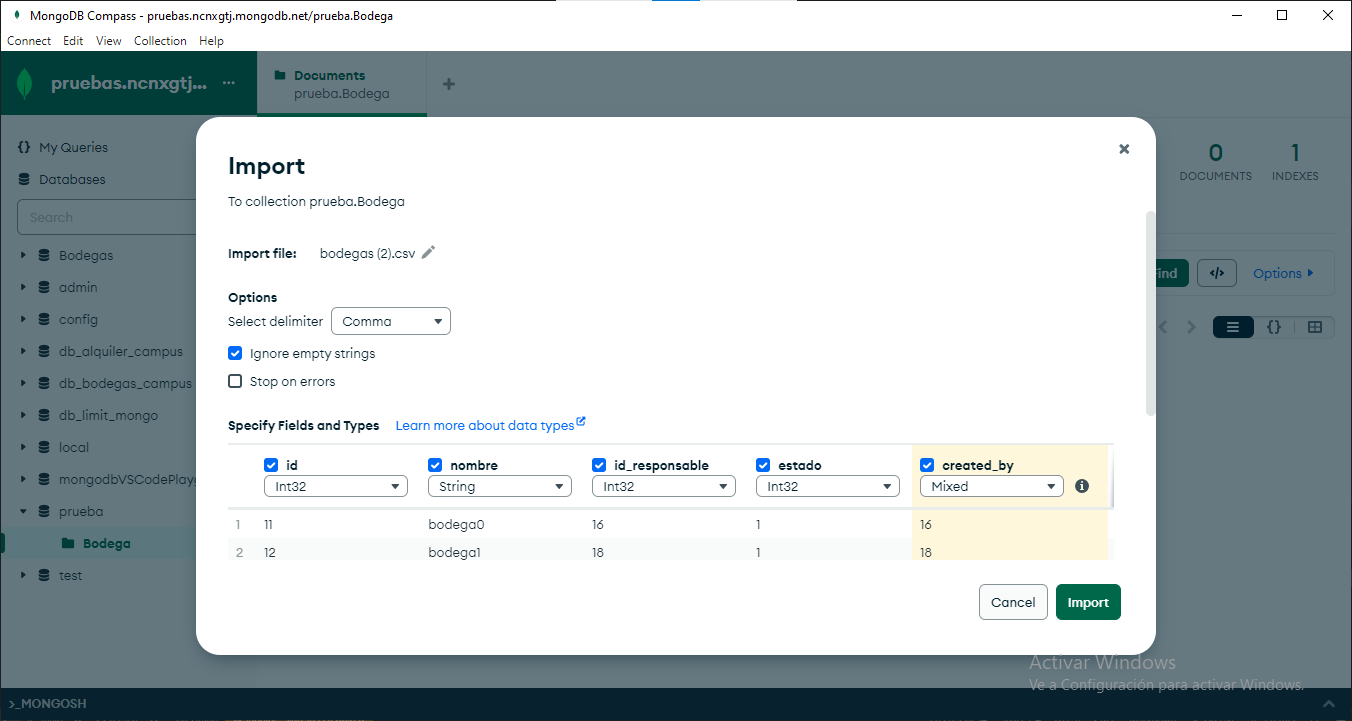 MongoDB Compass - pruebas.ncnxgtj.mongodb.net/prueba.Bodega
Connect Edit View Collection Help
pruebas.ncnxgtj...
Documents
prueba.Bodega
My Queries
Databases
Search
Bodegas
admin
config
db_alquiler_campus
db_bodegas_campus
db_limit_mongo
local
mongodbVSCodePlayg
prueba
Bodega
test
0
DOCUMENTS
1
INDEXES
Find
</>
Options
{}
Import
To collection prueba.Bodega
Import file: bodegas (2).csv
Options
Select delimiter Comma
Ignore empty strings
Stop on errors
Specify Fields and Types Learn more about data types
id nombre id_responsable estado created_by
Int32 String Int32 Int32 Mixed
1 11 bodega0 16 1 16
2 12 bodega1 18 1 18
Cancel Import
Activar Windows
Ve a Configuración para activar Windows.
>_MONGOSH